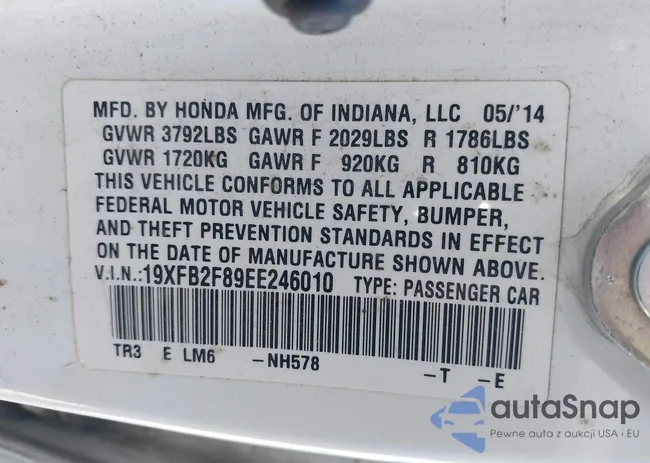 MFD. BY HONDA MFG. OF INDIANA, LLC 05/'14
GVWR 3792LBS GAWR F 2029LBS R 1786LBS
GVWR 1720KG GAWR F 920KG R 810KG
THIS VEHICLE CONFORMS TO ALL APPLICABLE
FEDERAL MOTOR VEHICLE SAFETY, BUMPER,
AND THEFT PREVENTION STANDARDS IN EFFECT
ON THE DATE OF MANUFACTURE SHOWN ABOVE.
V.I.N.:19XFB2F89EE246010 TYPE: PASSENGER CAR
TR3 E LM6 -NH578 -T -E
autaSnap
Pewne auta z aukcji USA i EU